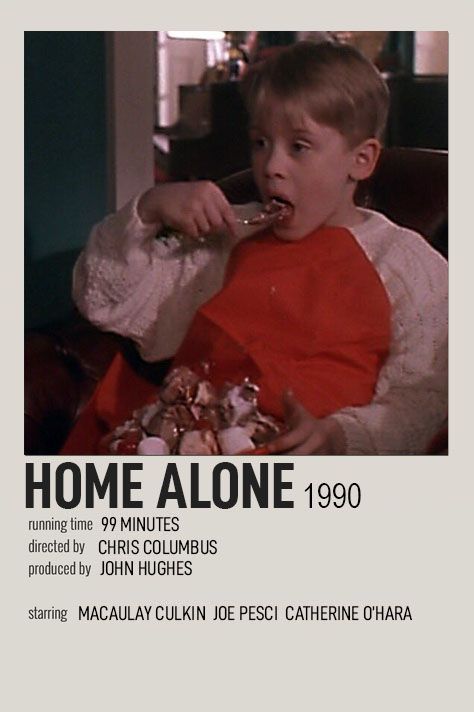 HOME ALONE 1990
running time 99 MINUTES
directed by CHRIS COLUMBUS
produced by JOHN HUGHES
starring MACAULAY CULKIN JOE PESCI CATHERINE O'HARA